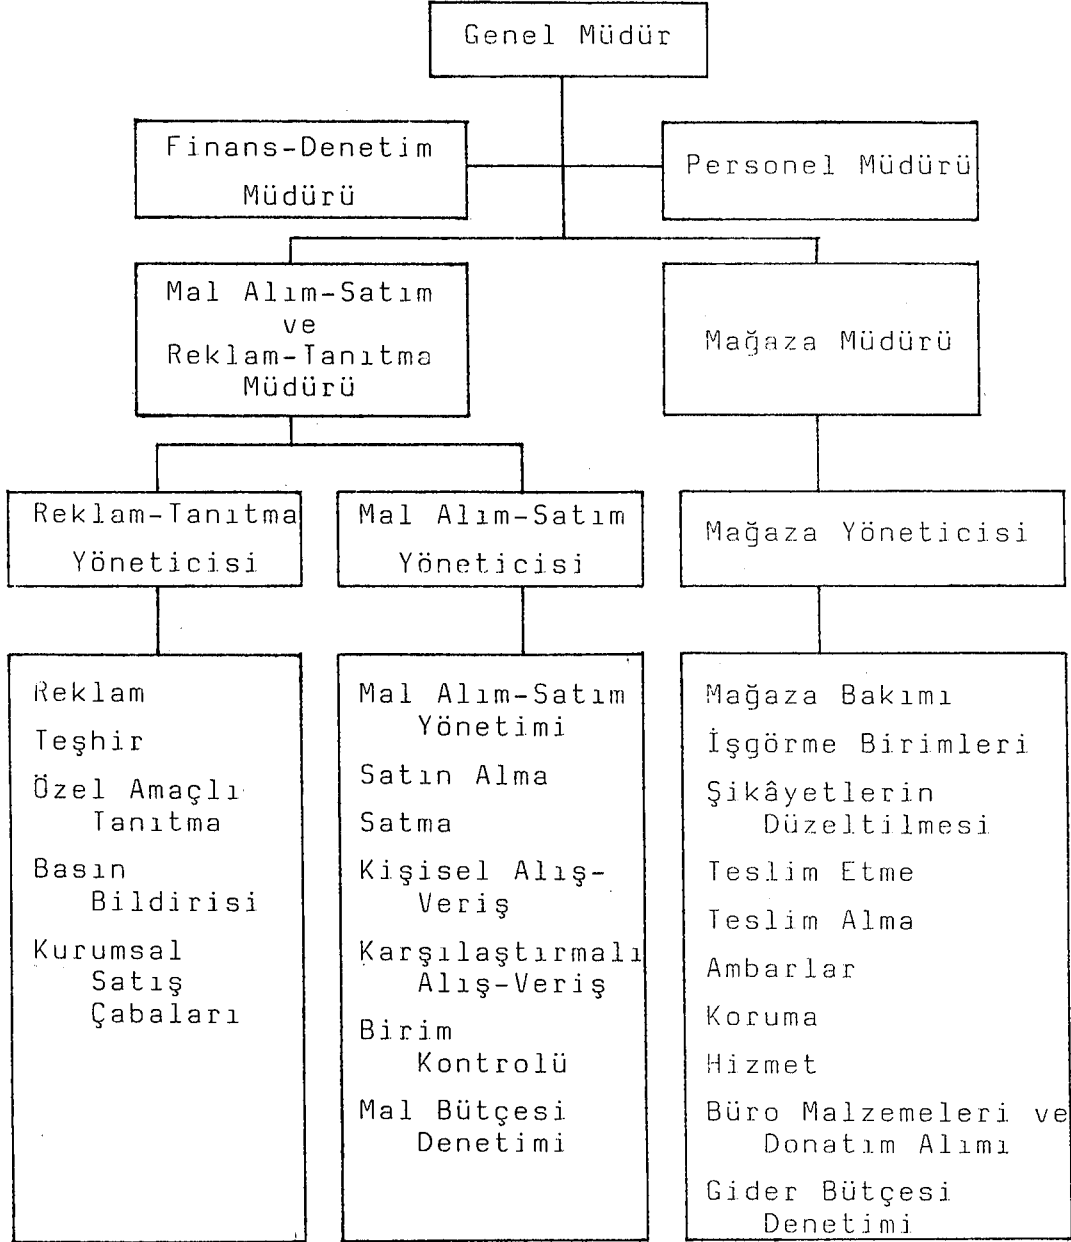 Genel Müdür
Finans-Denetim
Müdürü
Personel Müdürü
Mal Alım-Satım
ve
Reklam-Tanıtma
Müdürü
Mağaza Müdürü
Reklam-Tanıtma
Yöneticisi
Mal Alım-Satım
Yöneticisi
Mağaza Yöneticisi
Reklam
Teşhir
Özel Amaçlı
Tanıtma
Basın
Bildirisi
Kurumsal
Satış
Çabaları
Mal Alım-Satım
Yönetimi
Satın Alma
Satma
Kişisel Alış-
Veriş
Karşılaştırmalı
Alış-Veriş
Birim
Kontrolü
Mal Bütçesi
Denetimi
Mağaza Bakımı
İşgörme Birimleri
Şikâyetlerin
Düzeltilmesi
Teslim Etme
Teslim Alma
Ambarlar
Koruma
Hizmet
Büro Malzemeleri ve
Donatım Alımı
Gider Bütçesi
Denetimi